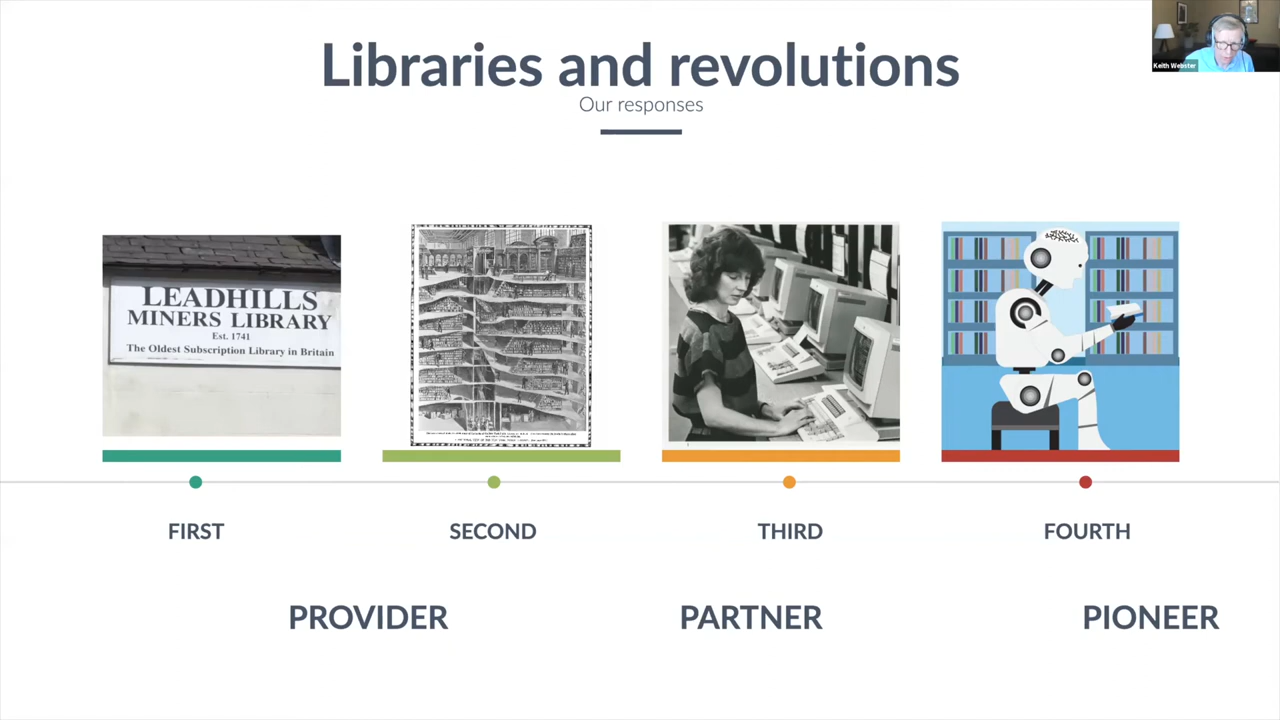 Libraries and revolutions
Our responses
Keith Webster
LEADHILLS
MINERS LIBRARY
Est. 1741
The Oldest Subscription Library in Britain
FIRST
SECOND
THIRD
FOURTH
PROVIDER
PARTNER
PIONEER